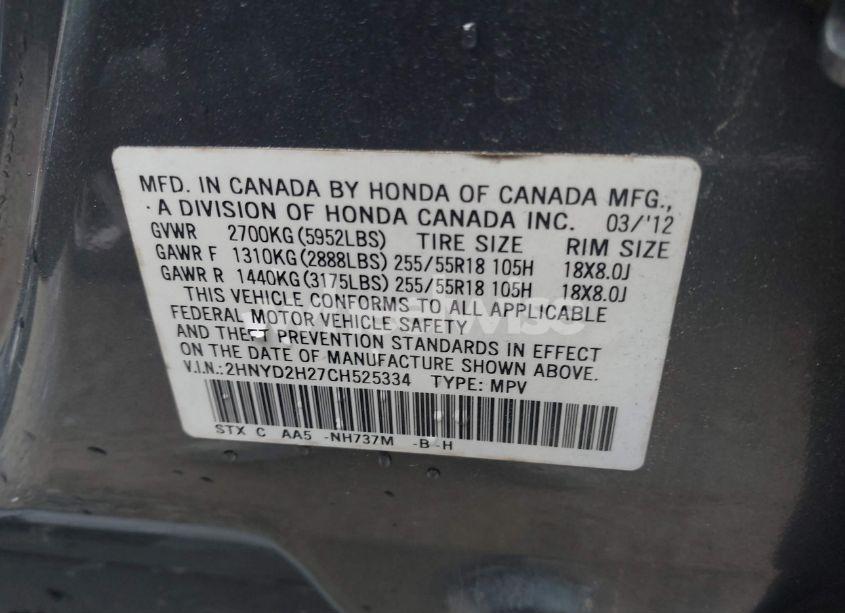 MFD. IN CANADA BY HONDA OF CANADA MFG.,
A DIVISION OF HONDA CANADA INC. 03/'12
GVWR 2700KG(5952LBS) TIRE SIZE RIM SIZE
GAWR F 1310KG(2888LBS) 255/55R18 105H 18X8.0J
GAWR R 1440KG(3175LBS) 255/55R18 105H 18X8.0J
THIS VEHICLE CONFORMS TO ALL APPLICABLE
FEDERAL MOTOR VEHICLE SAFETY
AND THEFT PREVENTION STANDARDS IN EFFECT
ON THE DATE OF MANUFACTURE SHOWN ABOVE.
V.I.N.:2HNYD2H27CH525334 TYPE: MPV
STX C AA5 -NH737M -B -H